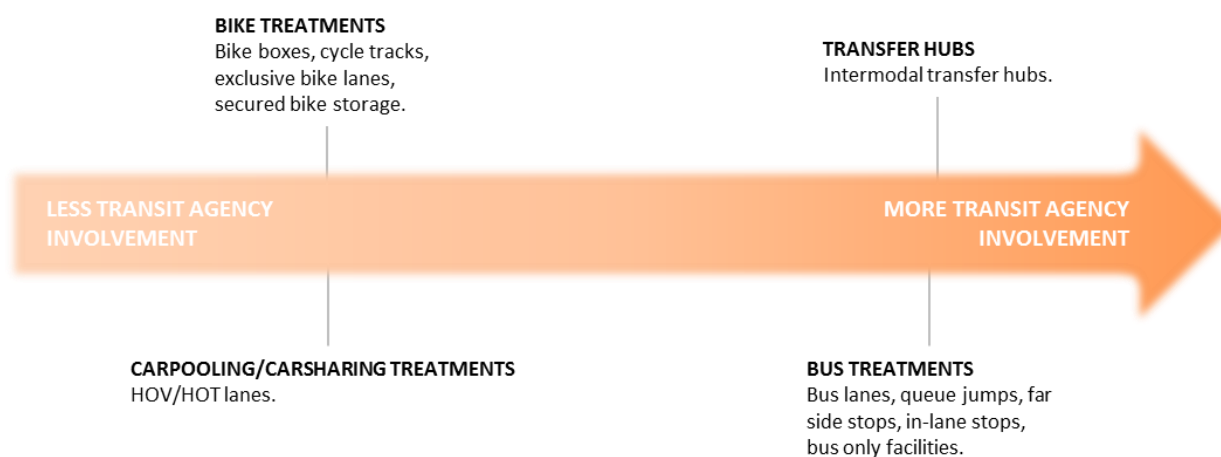 BIKE TREATMENTS
Bike boxes, cycle tracks,
exclusive bike lanes,
secured bike storage.
TRANSFER HUBS
Intermodal transfer hubs.
LESS TRANSIT AGENCY
INVOLVEMENT
MORE TRANSIT AGENCY
INVOLVEMENT
CARPOOLING/CARSHARING TREATMENTS
HOV/HOT lanes.
BUS TREATMENTS
Bus lanes, queue jumps, far
side stops, in-lane stops,
bus only facilities.